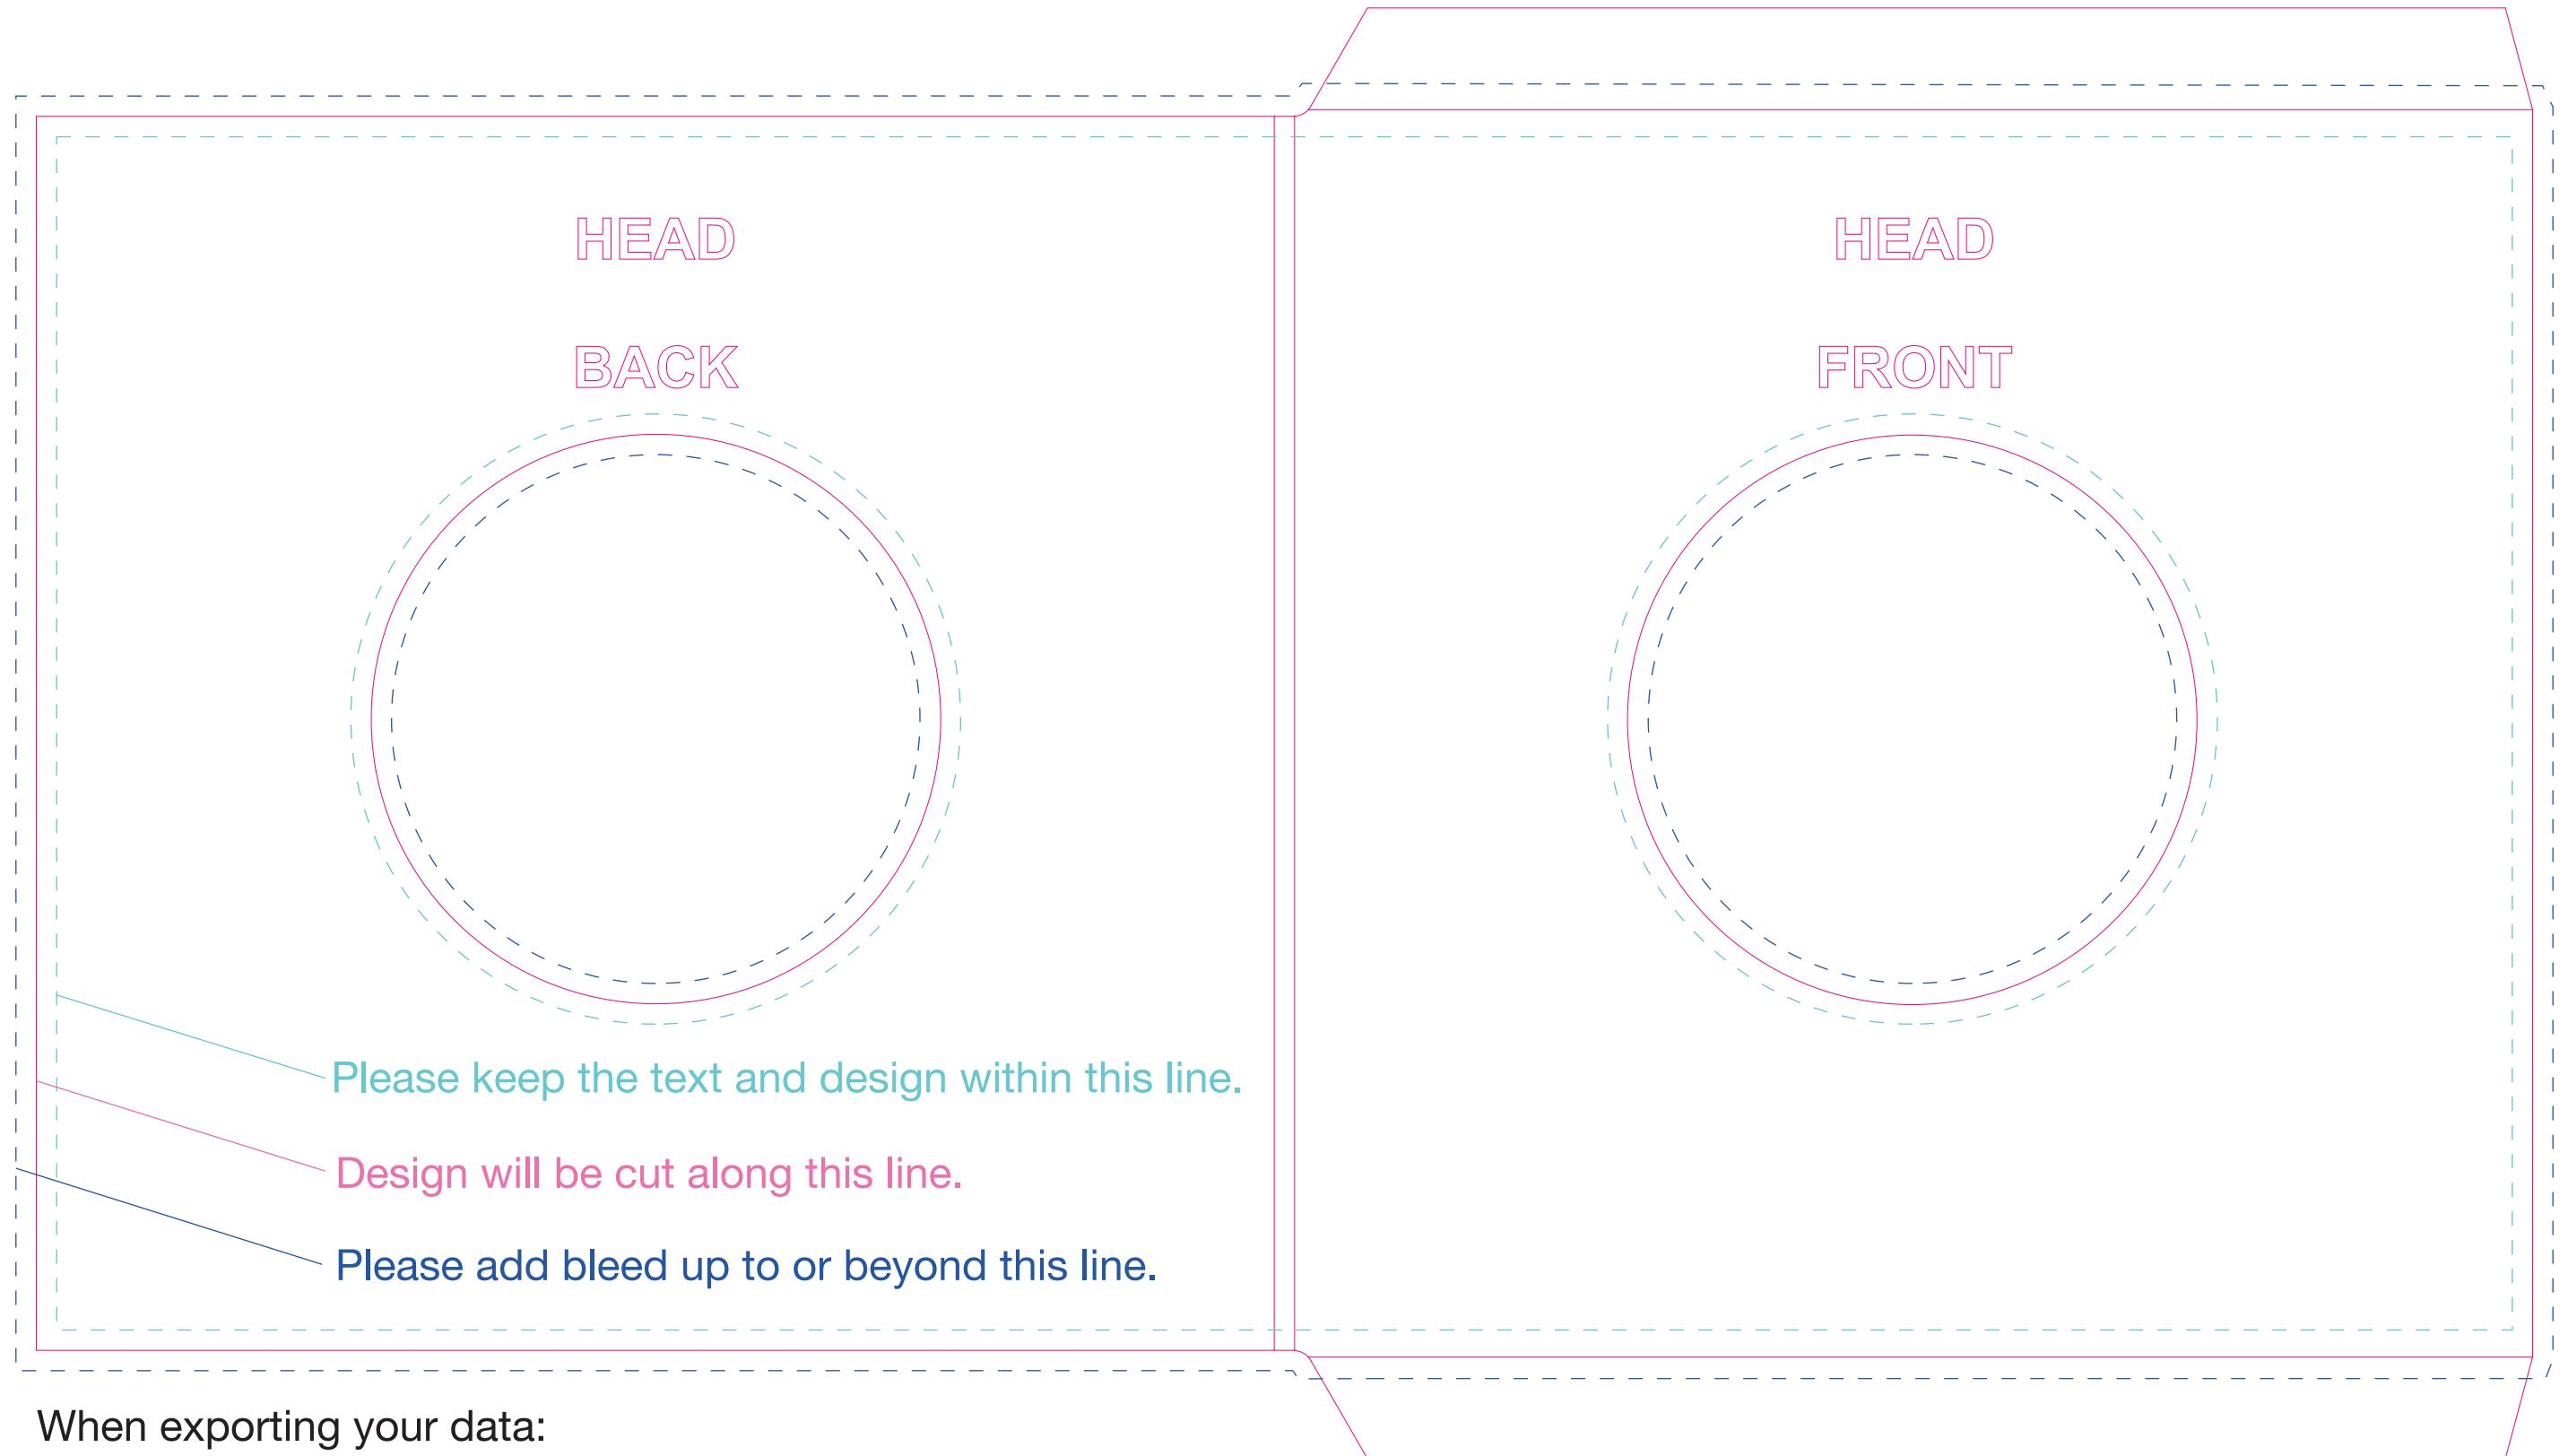 HEAD
BACK
HEAD
FRONT
Please keep the text and design within this line.
Design will be cut along this line.
Please add bleed up to or beyond this line.
When exporting your data: